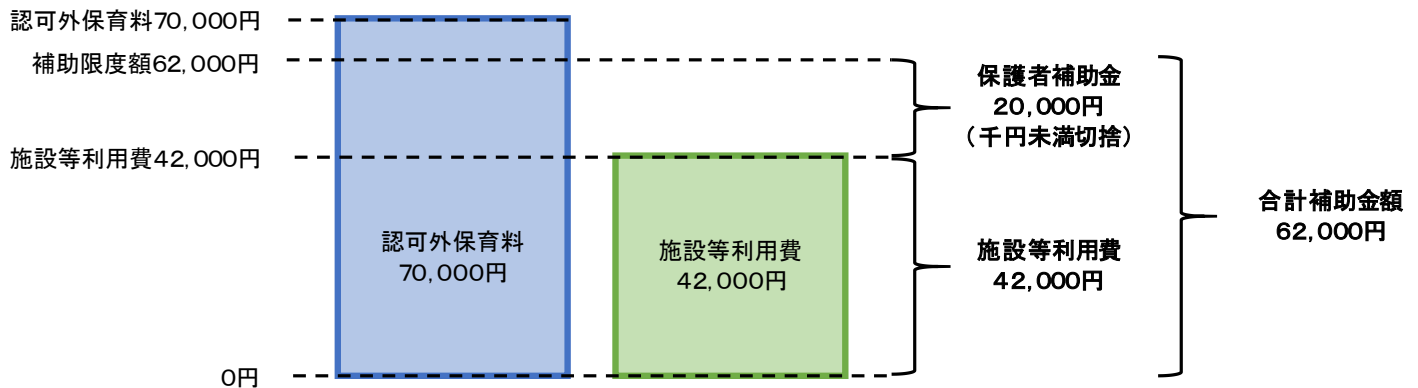 認可外保育料70,000円
補助限度額62,000円
施設等利用費42,000円
0円
認可外保育料
70,000円
施設等利用費
42,000円
保護者補助金
20,000円
（千円未満切捨）
施設等利用費
42,000円
合計補助金額
62,000円